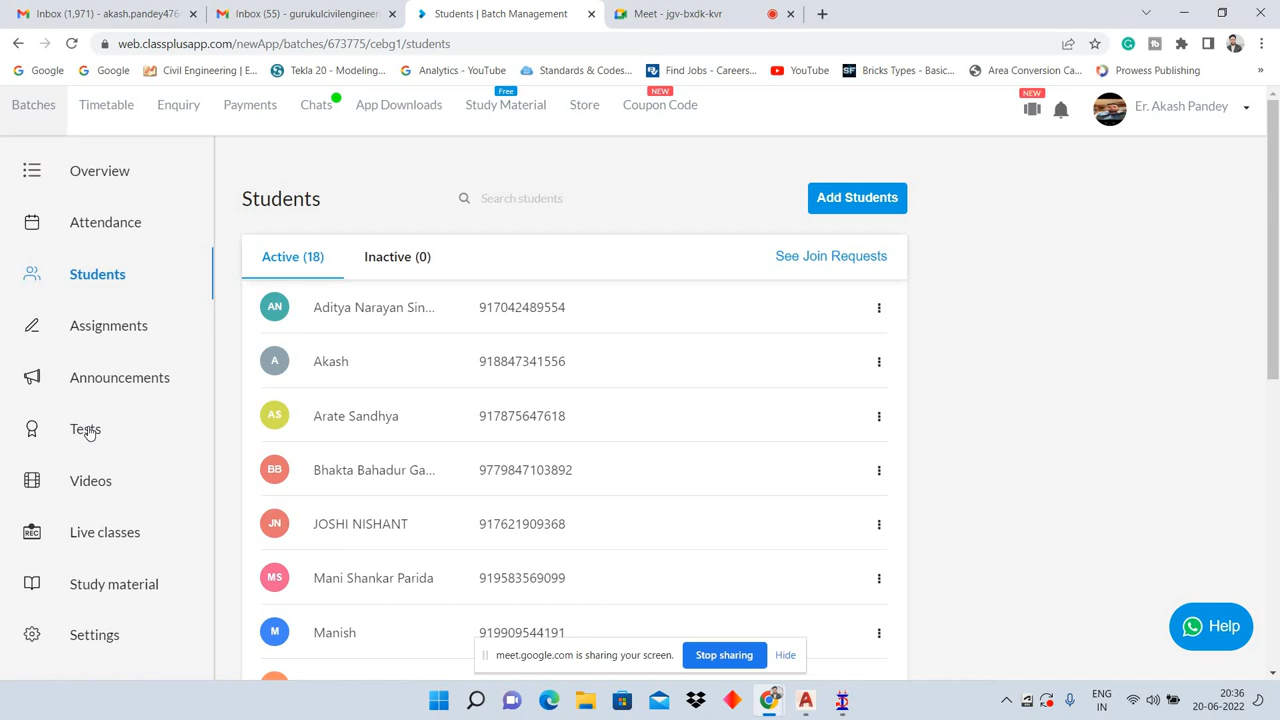 Inbox (1,971) - akash.pandey476
Inbox (55) - gurukulcivilengineer
Students | Batch Management
Meet - jgv-bxdk-kvr
web.classplusapp.com/newApp/batches/673775/cebg1/students
Google
Google
Civil Engineering | E...
Tekla 20 - Modeling...
Analytics - YouTube
Standards & Codes...
Find Jobs - Careers...
YouTube
Bricks Types - Basic...
Area Conversion Ca...
Prowess Publishing
»
Batches
Timetable
Enquiry
Payments
Chats
App Downloads
Free
Study Material
Store
NEW
Coupon Code
NEW
Er. Akash Pandey
Overview
Attendance
Students
Assignments
Announcements
Tests
Videos
REC
Live classes
Study material
Settings
Students
Search students
Add Students
Active (18)
Inactive (0)
See Join Requests
AN Aditya Narayan Sin... 917042489554
A Akash 918847341556
AS Arate Sandhya 917875647618
BB Bhakta Bahadur Ga... 9779847103892
JN JOSHI NISHANT 917621909368
MS Mani Shankar Parida 919583569099
M Manish 919909544191
meet.google.com is sharing your screen.
Stop sharing
Hide
Help
ENG
IN
20:36
20-06-2022